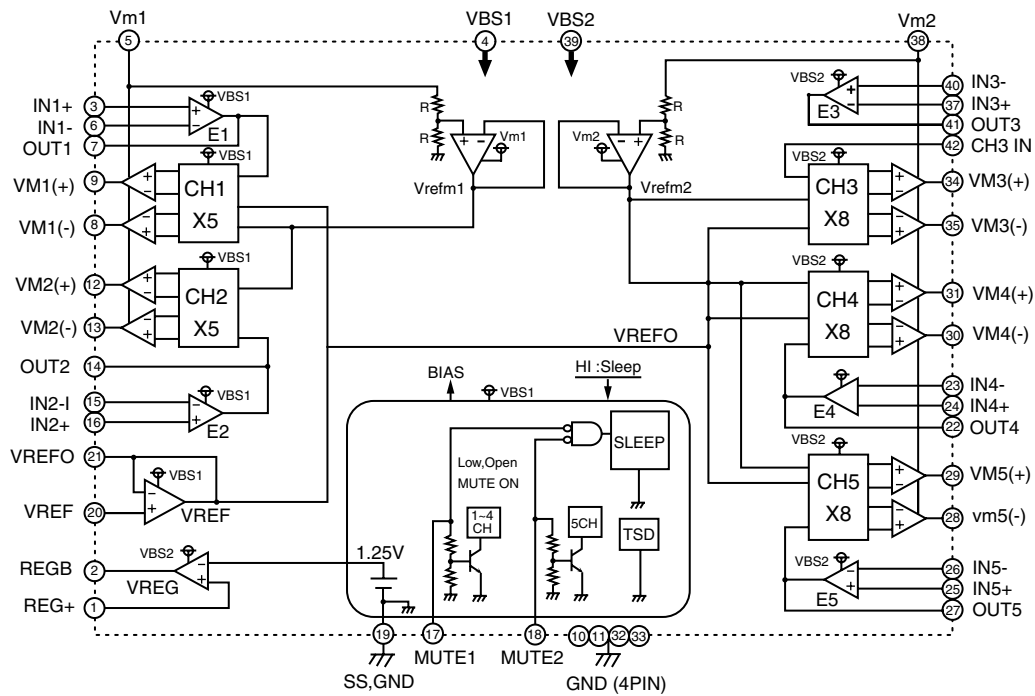 Vm1
VBS1
VBS2
Vm2
5
4
39
38
IN1+
3
VBS1
+
-
E1
IN1-
6
OUT1
7
VBS1
VM1(+)
9
CH1
X5
VM1(-)
8
VBS1
VM2(+)
12
CH2
X5
VM2(-)
13
OUT2
14
IN2-I
15
VBS1
IN2+
16
E2
VREFO
21
VBS1
VREF
20
VREF
REGB
2
VBS2
VREG
REG+
1
R
R
Vm1
Vrefm1
Vm2
R
R
Vrefm2
VBS2
40
IN3-
37
IN3+
E3
41
OUT3
42
CH3 IN
VBS2
CH3
X8
34
VM3(+)
35
VM3(-)
VBS2
CH4
X8
31
VM4(+)
30
VM4(-)
VREFO
23
IN4-
24
IN4+
E4
22
OUT4
VBS2
CH5
X8
29
VM5(+)
28
vm5(-)
VBS2
26
IN5-
25
IN5+
E5
27
OUT5
BIAS
VBS1
HI :Sleep
SLEEP
Low,Open
MUTE ON
1~4
CH
5CH
TSD
1.25V
19
17
18
10
11
32
33
SS,GND
MUTE1
MUTE2
GND (4PIN)